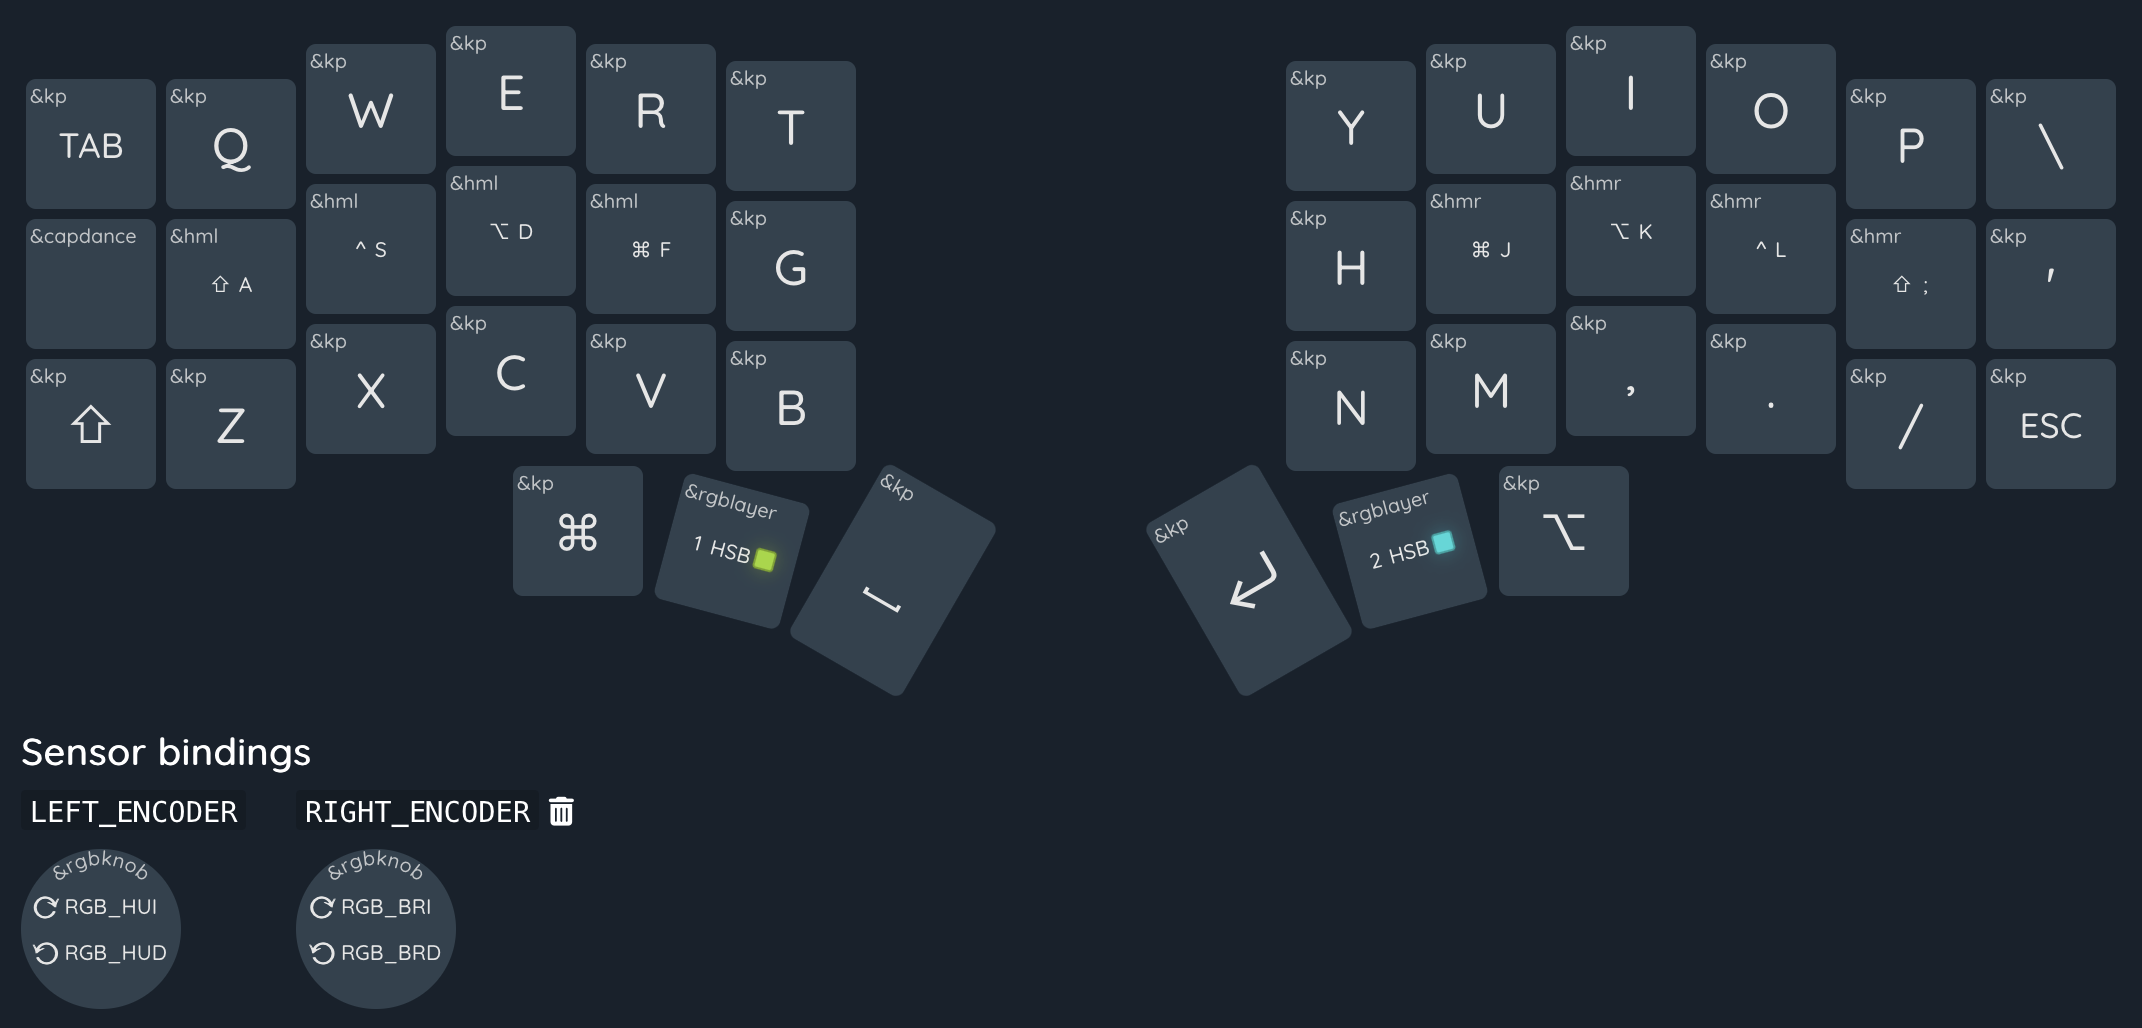 &kp TAB
&kp Q
&kp W
&kp E
&kp R
&kp T
&kp Y
&kp U
&kp I
&kp O
&kp P
&kp \
&capdance
&hml ⇧ A
&hml ^ S
&hml ⌥ D
&hml ⌘ F
&kp G
&kp H
&hmr ⌘ J
&hmr ⌥ K
&hmr ^ L
&hmr ⇧ ;
&kp '
&kp ⇧
&kp Z
&kp X
&kp C
&kp V
&kp B
&kp N
&kp M
&kp ,
&kp .
&kp /
&kp ESC
&kp ⌘
&rgblayer
1 HSB
&kp ⎵
&kp ⏎
&rgblayer
2 HSB
&kp ⌥
Sensor bindings
LEFT_ENCODER
RIGHT_ENCODER
&rgbknob
RGB_HUI
RGB_HUD
&rgbknob
RGB_BRI
RGB_BRD